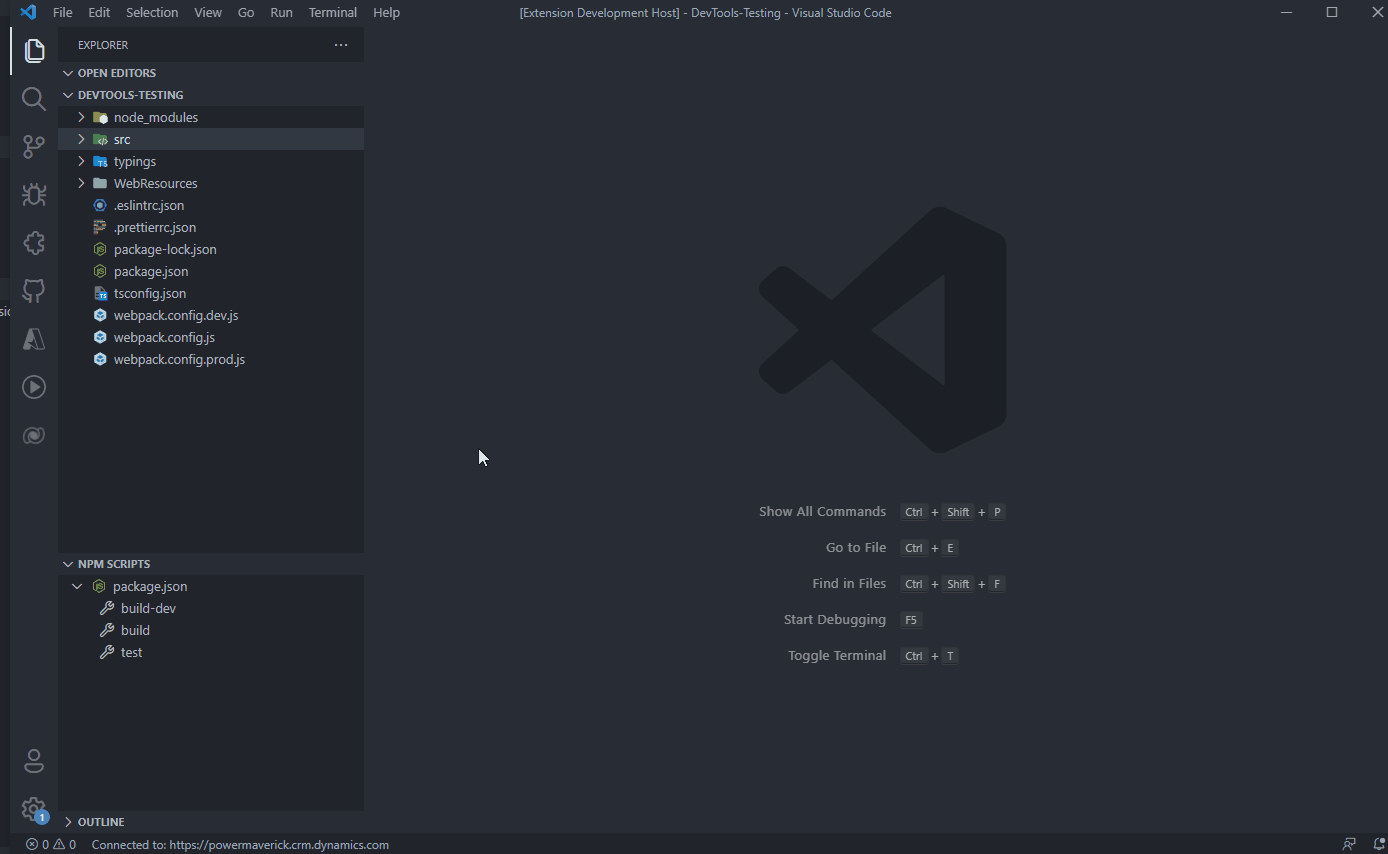 File Edit Selection View Go Run Terminal Help [Extension Development Host] - DevTools-Testing - Visual Studio Code
EXPLORER
OPEN EDITORS
DEVTOOLS-TESTING
node_modules
src
typings
WebResources
.eslintrc.json
.prettierrc.json
package-lock.json
package.json
tsconfig.json
webpack.config.dev.js
webpack.config.js
webpack.config.prod.js
NPM SCRIPTS
package.json
build-dev
build
test
OUTLINE
Show All Commands Ctrl + Shift + P
Go to File Ctrl + E
Find in Files Ctrl + Shift + F
Start Debugging F5
Toggle Terminal Ctrl + T
1
0 0 Connected to: https://powermaverick.crm.dynamics.com